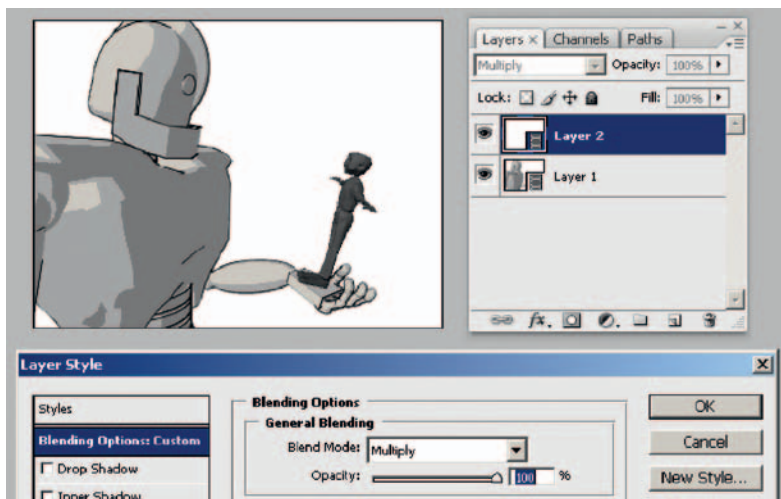 Layers × Channels Paths
Multiply Opacity: 100%
Lock: Fill: 100%
Layer 2
Layer 1
fx.
Layer Style
Styles
Blending Options: Custom
Drop Shadow
Inner Shadow
Blending Options
General Blending
Blend Mode: Multiply
Opacity: 100 %
OK
Cancel
New Style...